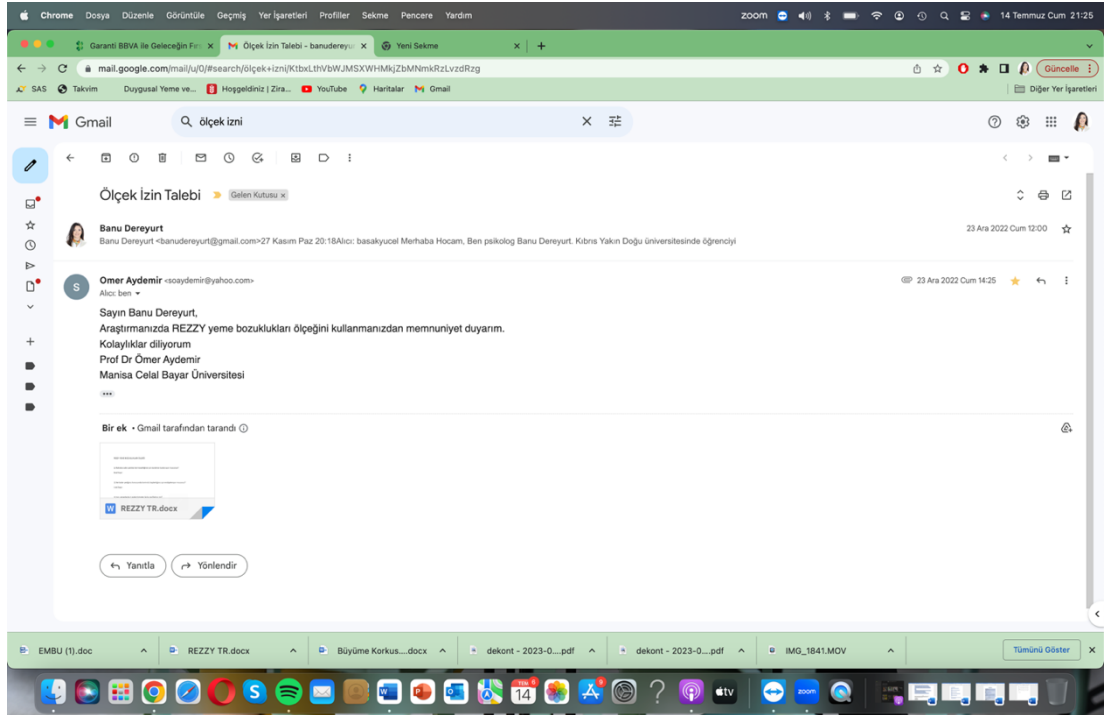 Chrome Dosya Düzenle Görüntüle Geçmiş Yer İşaretleri Profiller Sekme Pencere Yardım zoom 14 Temmuz Cum 21:25
Garanti BBVA ile Geleceğin Fe Ölçek İzin Talebi - banudereyu Yeni Sekme
mail.google.com/mail/u/0/#search/ölçek+izni/KtbxLthVbWJMSXWHMkjZbMNmkRzLvzdRzg Güncelle
SAS Takvim Duygusal Yeme ve... Hoşgeldiniz | Zira... YouTube Haritalar Gmail Diğer Yer İşaretleri
Gmail ölçek izni
Ölçek İzin Talebi Gelen Kutusu x
Banu Dereyurt 23 Ara 2022 Cum 12:00
Banu Dereyurt <banudereyurt@gmail.com>27 Kasım Paz 20:18Alıcı: basakyucel Merhaba Hocam, Ben psikolog Banu Dereyurt. Kıbrıs Yakın Doğu üniversitesinde öğrenciyi
S
Omer Aydemir <soaydemir@yahoo.com> 23 Ara 2022 Cum 14:25
Alıcı: ben
Sayın Banu Dereyurt,
Araştırmanızda REZZY yeme bozuklukları ölçeğini kullanmanızdan memnuniyet duyarım.
Kolaylıklar diliyorum
Prof Dr Ömer Aydemir
Manisa Celal Bayar Üniversitesi
Bir ek • Gmail tarafından tarandı
W REZZY TR.docx
Yanıtla Yönlendir
EMBU (1).doc REZZY TR.docx Büyüme Korkus....docx dekont - 2023-0....pdf dekont - 2023-0....pdf IMG_1841.MOV Tümünü Göster
14 tv zoom